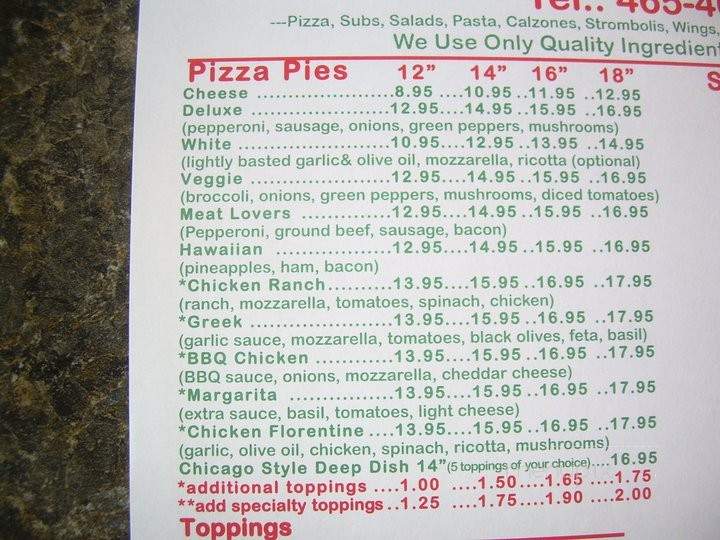 Tel.: 465-4
---Pizza, Subs, Salads, Pasta, Calzones, Strombolis, Wings,
We Use Only Quality Ingredient
Pizza Pies 12” 14” 16” 18” S
Cheese ......................8.95 ....10.95 ..11.95 ..12.95
Deluxe ......................12.95....14.95 ..15.95 ..16.95
(pepperoni, sausage, onions, green peppers, mushrooms)
White ........................10.95....12.95 ..13.95 ..14.95
(lightly basted garlic& olive oil, mozzarella, ricotta (optional)
Veggie ......................12.95....14.95 ..15.95 ..16.95
(broccoli, onions, green peppers, mushrooms, diced tomatoes)
Meat Lovers ..............12.95....14.95 ..15.95 ..16.95
(Pepperoni, ground beef, sausage, bacon)
Hawaiian ..................12.95....14.95 ..15.95 ..16.95
(pineapples, ham, bacon)
*Chicken Ranch..........13.95....15.95 ..16.95 ..17.95
(ranch, mozzarella, tomatoes, spinach, chicken)
*Greek ......................13.95....15.95 ..16.95 ..17.95
(garlic sauce, mozzarella, tomatoes, black olives, feta, basil)
*BBQ Chicken ............13.95....15.95 ..16.95 ..17.95
(BBQ sauce, onions, mozzarella, cheddar cheese)
*Margarita ................13.95....15.95 ..16.95 ..17.95
(extra sauce, basil, tomatoes, light cheese)
*Chicken Florentine ....13.95....15.95 ..16.95 ..17.95
(garlic, olive oil, chicken, spinach, ricotta, mushrooms)
Chicago Style Deep Dish 14”(5 toppings of your choice)....16.95
*additional toppings ....1.00 ....1.50....1.65 ....1.75
**add specialty toppings..1.25 ....1.75....1.90 ....2.00
Toppings